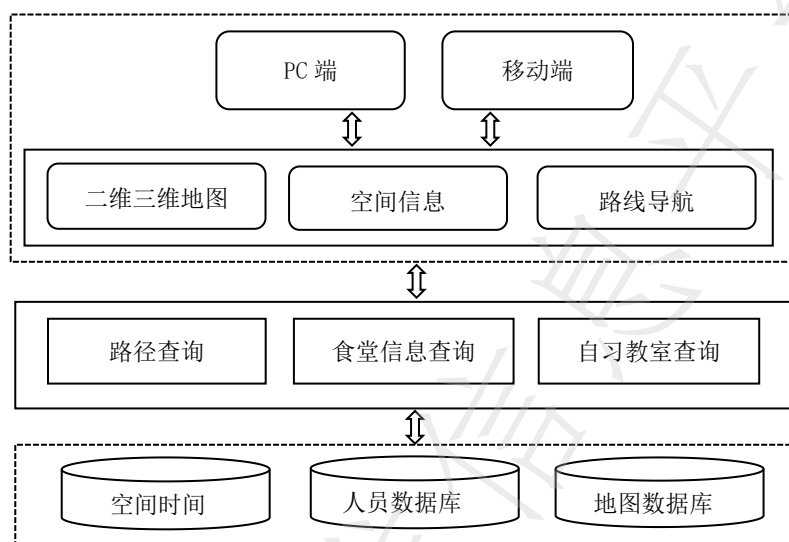 PC 端
移动端
二维三维地图
空间信息
路线导航
路径查询
食堂信息查询
自习教室查询
空间时间
人员数据库
地图数据库